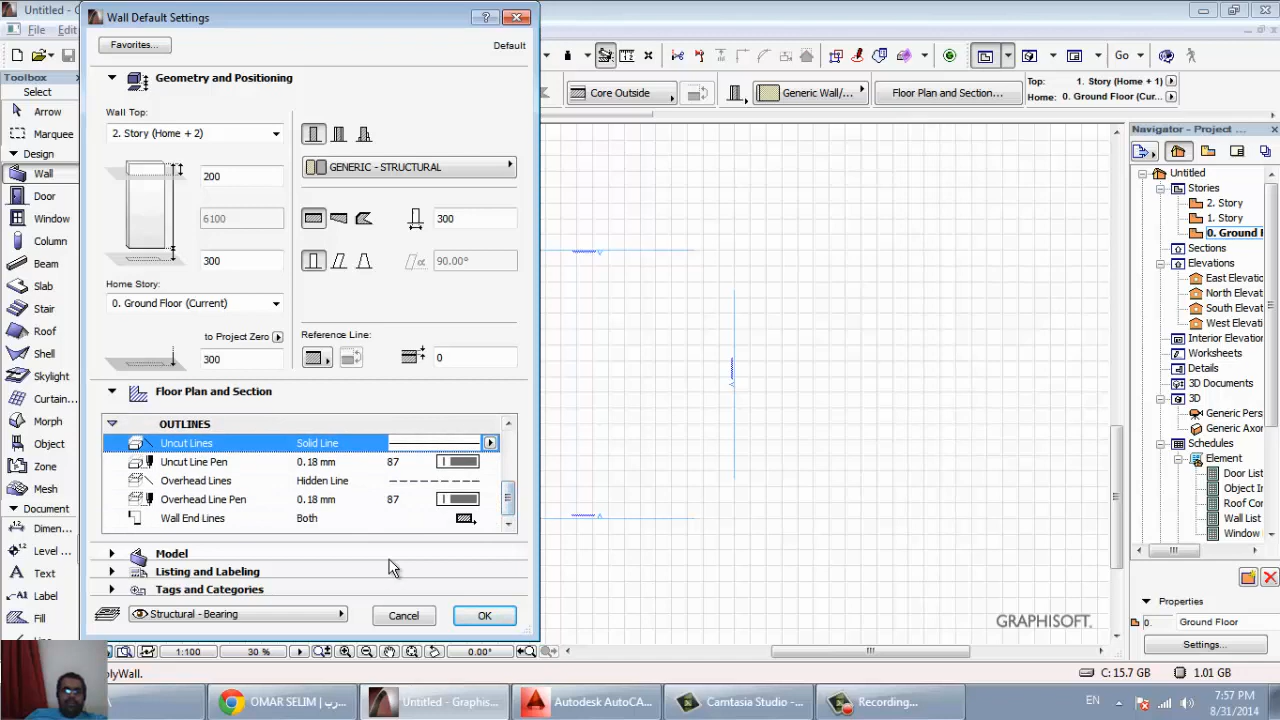 Untitled - Graph
File
Edit
Wall Default Settings
Favorites...
Default
Geometry and Positioning
Wall Top:
2. Story (Home + 2)
200
6100
300
Home Story:
0. Ground Floor (Current)
to Project Zero
300
GENERIC - STRUCTURAL
300
90.00°
Reference Line:
0
Floor Plan and Section
OUTLINES
Uncut Lines Solid Line
Uncut Line Pen 0.18 mm 87
Overhead Lines Hidden Line
Overhead Line Pen 0.18 mm 87
Wall End Lines Both
Model
Listing and Labeling
Tags and Categories
Structural - Bearing
Cancel
OK
Toolbox
Select
Arrow
Marquee
Design
Wall
Door
Window
Column
Beam
Slab
Stair
Roof
Shell
Skylight
Curtain...
Morph
Object
Zone
Mesh
Document
Dimen...
Level ...
Text
Label
Fill
Core Outside
Generic Wall/...
Floor Plan and Section...
Go
Top: 1. Story (Home + 1)
Home: 0. Ground Floor (Cur...
Navigator - Project ...
Untitled
Stories
2. Story
1. Story
0. Ground F
Sections
Elevations
East Elevatio
North Elevat
South Elevat
West Elevati
Interior Elevation
Worksheets
Details
3D Documents
3D
Generic Pers
Generic Axon
Schedules
Element
Door List
Object In
Roof Cor
Wall List
Window
Properties
0. Ground Floor
Settings...
GRAPHISOFT.
1:100
30 %
0.00°
olyWall.
C: 15.7 GB
1.01 GB
OMAR SELIM | رب...
Untitled - Graphis...
Autodesk AutoCA...
Camtasia Studio - ...
Recording...
EN
7:57 PM
8/31/2014